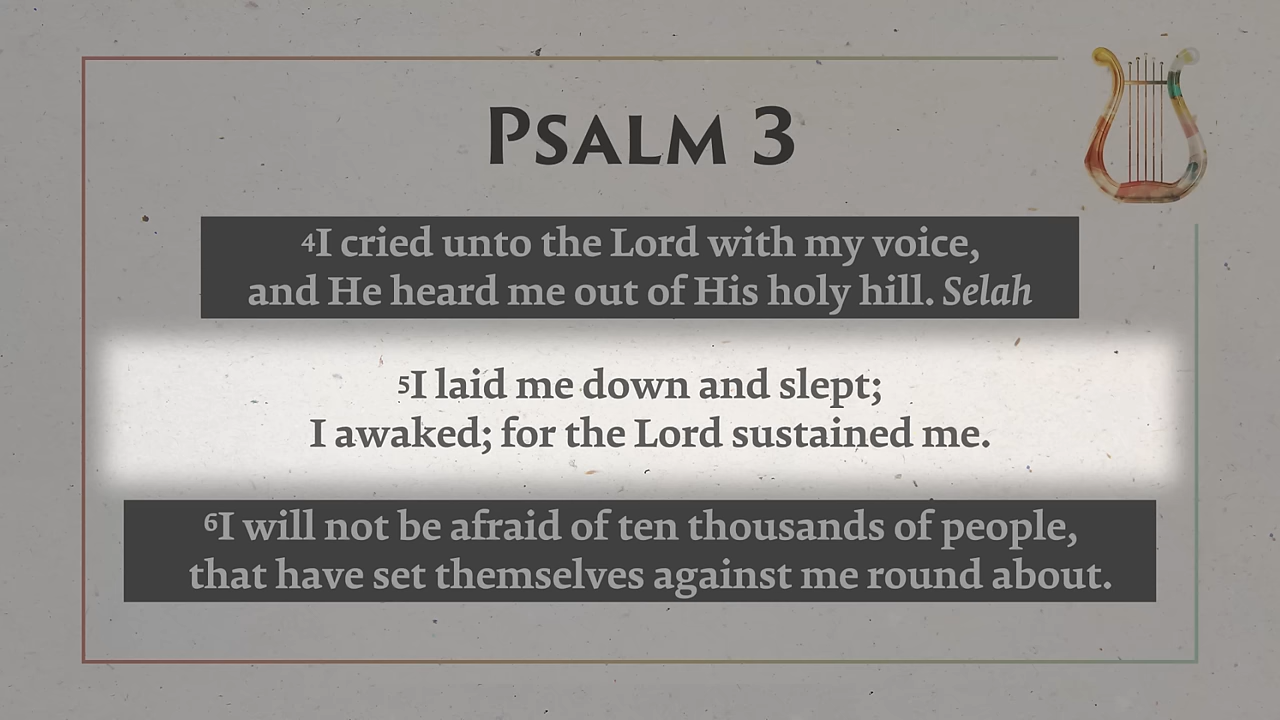 Psalm 3
4I cried unto the Lord with my voice,
and He heard me out of His holy hill. Selah
5I laid me down and slept;
I awaked; for the Lord sustained me.
6I will not be afraid of ten thousands of people,
that have set themselves against me round about.